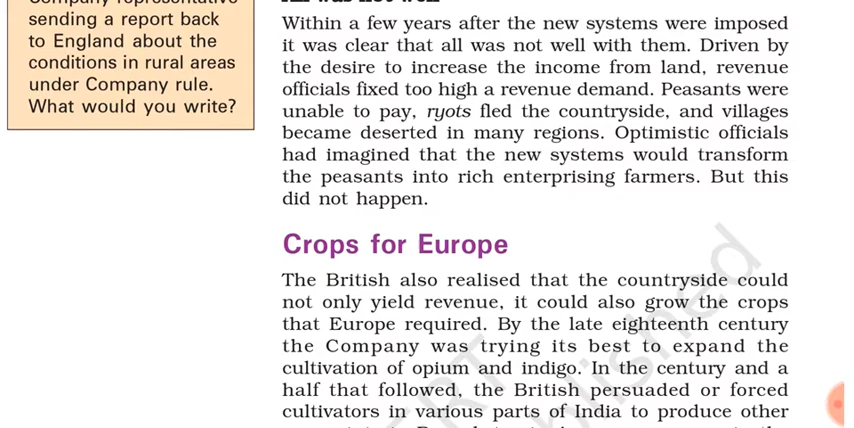 sending a report back
to England about the
conditions in rural areas
under Company rule.
What would you write?
Within a few years after the new systems were imposed
it was clear that all was not well with them. Driven by
the desire to increase the income from land, revenue
officials fixed too high a revenue demand. Peasants were
unable to pay, ryots fled the countryside, and villages
became deserted in many regions. Optimistic officials
had imagined that the new systems would transform
the peasants into rich enterprising farmers. But this
did not happen.
Crops for Europe
The British also realised that the countryside could
not only yield revenue, it could also grow the crops
that Europe required. By the late eighteenth century
the Company was trying its best to expand the
cultivation of opium and indigo. In the century and a
half that followed, the British persuaded or forced
cultivators in various parts of India to produce other